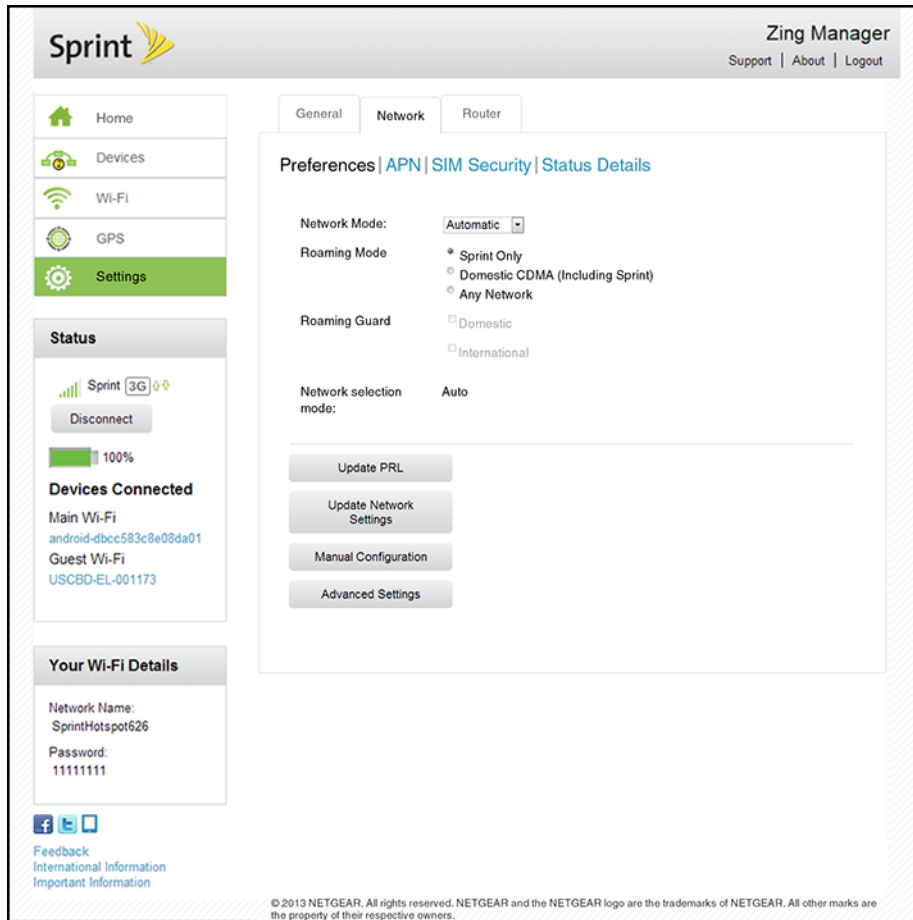 Sprint
Zing Manager
Support | About | Logout
Home
Devices
2
Wi-Fi
GPS
Settings
General
Network
Router
Preferences | APN | SIM Security | Status Details
Network Mode:
Automatic
Roaming Mode
Sprint Only
Domestic CDMA (Including Sprint)
Any Network
Roaming Guard
Domestic
International
Network selection
mode:
Auto
Update PRL
Update Network
Settings
Manual Configuration
Advanced Settings
Status
Sprint 3G
Disconnect
100%
Devices Connected
Main Wi-Fi
android-dbcc583c8e08da01
Guest Wi-Fi
USCBD-EL-001173
Your Wi-Fi Details
Network Name:
SprintHotspot626
Password:
11111111
Feedback
International Information
Important Information
© 2013 NETGEAR. All rights reserved. NETGEAR and the NETGEAR logo are the trademarks of NETGEAR. All other marks are
the property of their respective owners.